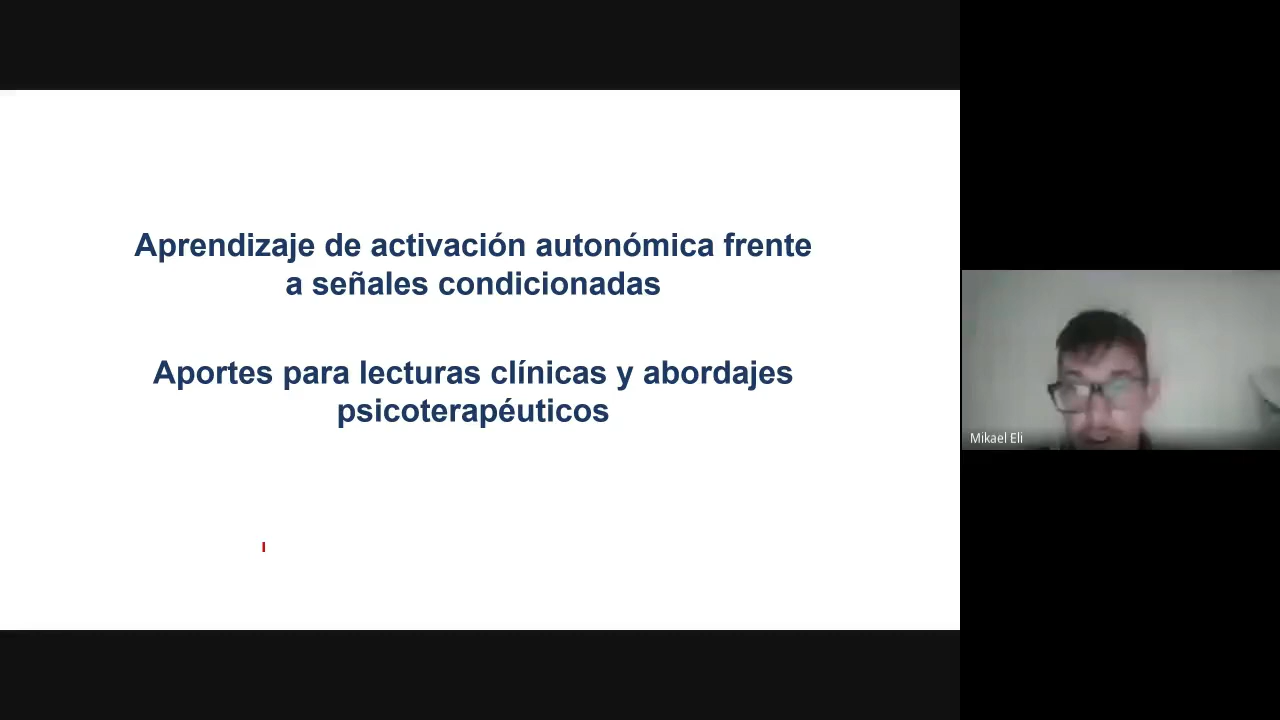 Aprendizaje de activación autonómica frente
a señales condicionadas
Aportes para lecturas clínicas y abordajes
psicoterapéuticos
Mikael Eli